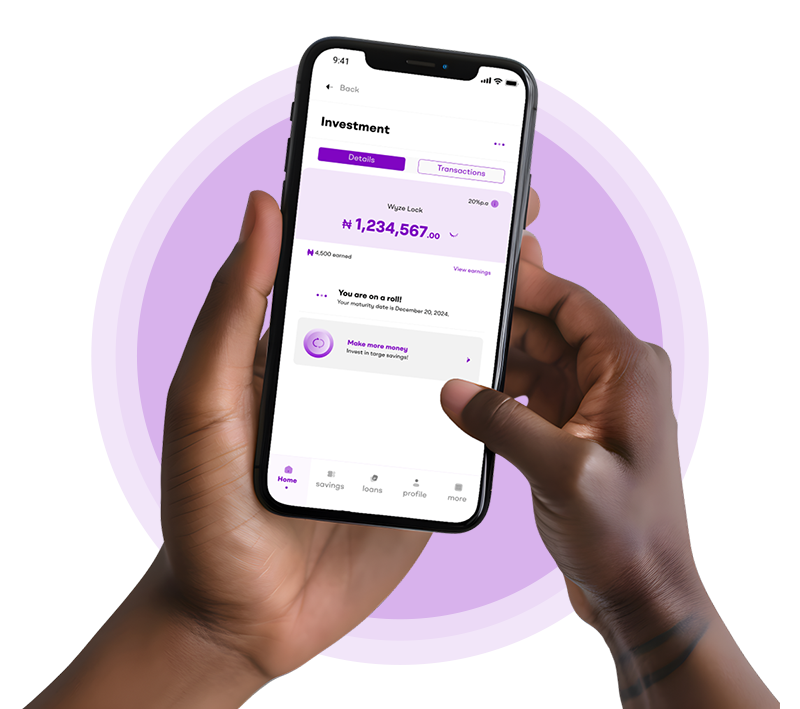 9:41
Back
Investment
Details
Transactions
20%p.a
Wyze Lock
₦ 1,234,567.00
₦ 4,500 earned
View earnings
You are on a roll!
Your maturity date is December 20, 2024.
Make more money
Invest in targe savings!
Home
savings
loans
profile
more